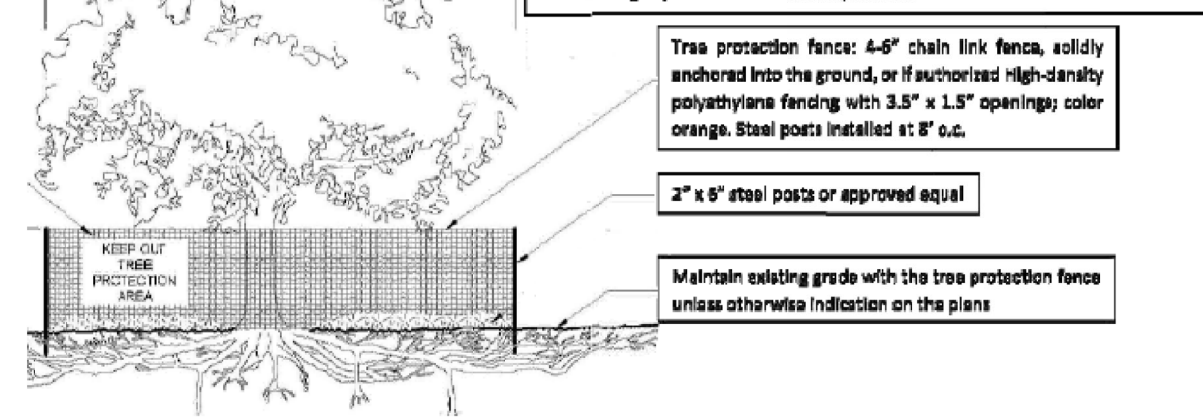 Tree protection fence: 4-6" chain link fence, solidly
anchored into the ground, or if authorized High-density
polyethylene fencing with 3.5" x 1.5" openings; color
orange. Steel posts installed at 8' o.c.
2" x 6" steel posts or approved equal
KEEP OUT
TREE
PROTECTION
AREA
Maintain existing grade with the tree protection fence
unless otherwise indication on the plans